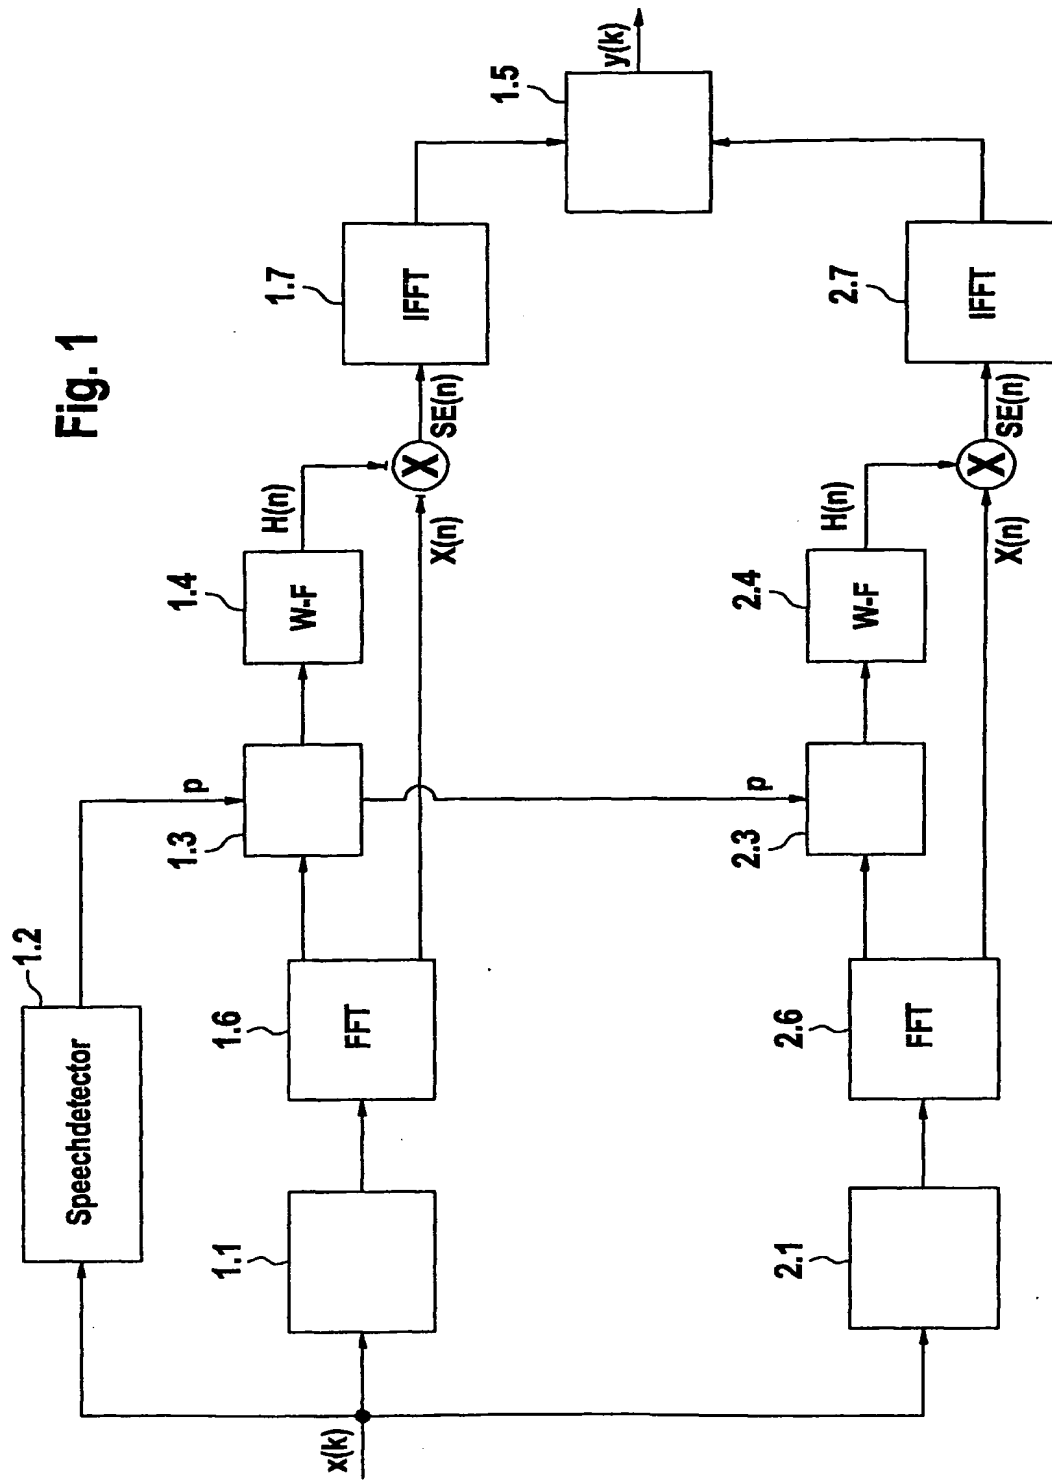 Fig. 1
x(k)
Speechdetector
1.2
1.1
1.6
FFT
p
1.3
1.4
W-F
H(n)
X(n)
X
SE(n)
1.7
IFFT
1.5
y(k)
2.1
2.6
FFT
p
2.3
2.4
W-F
H(n)
X(n)
X
SE(n)
2.7
IFFT